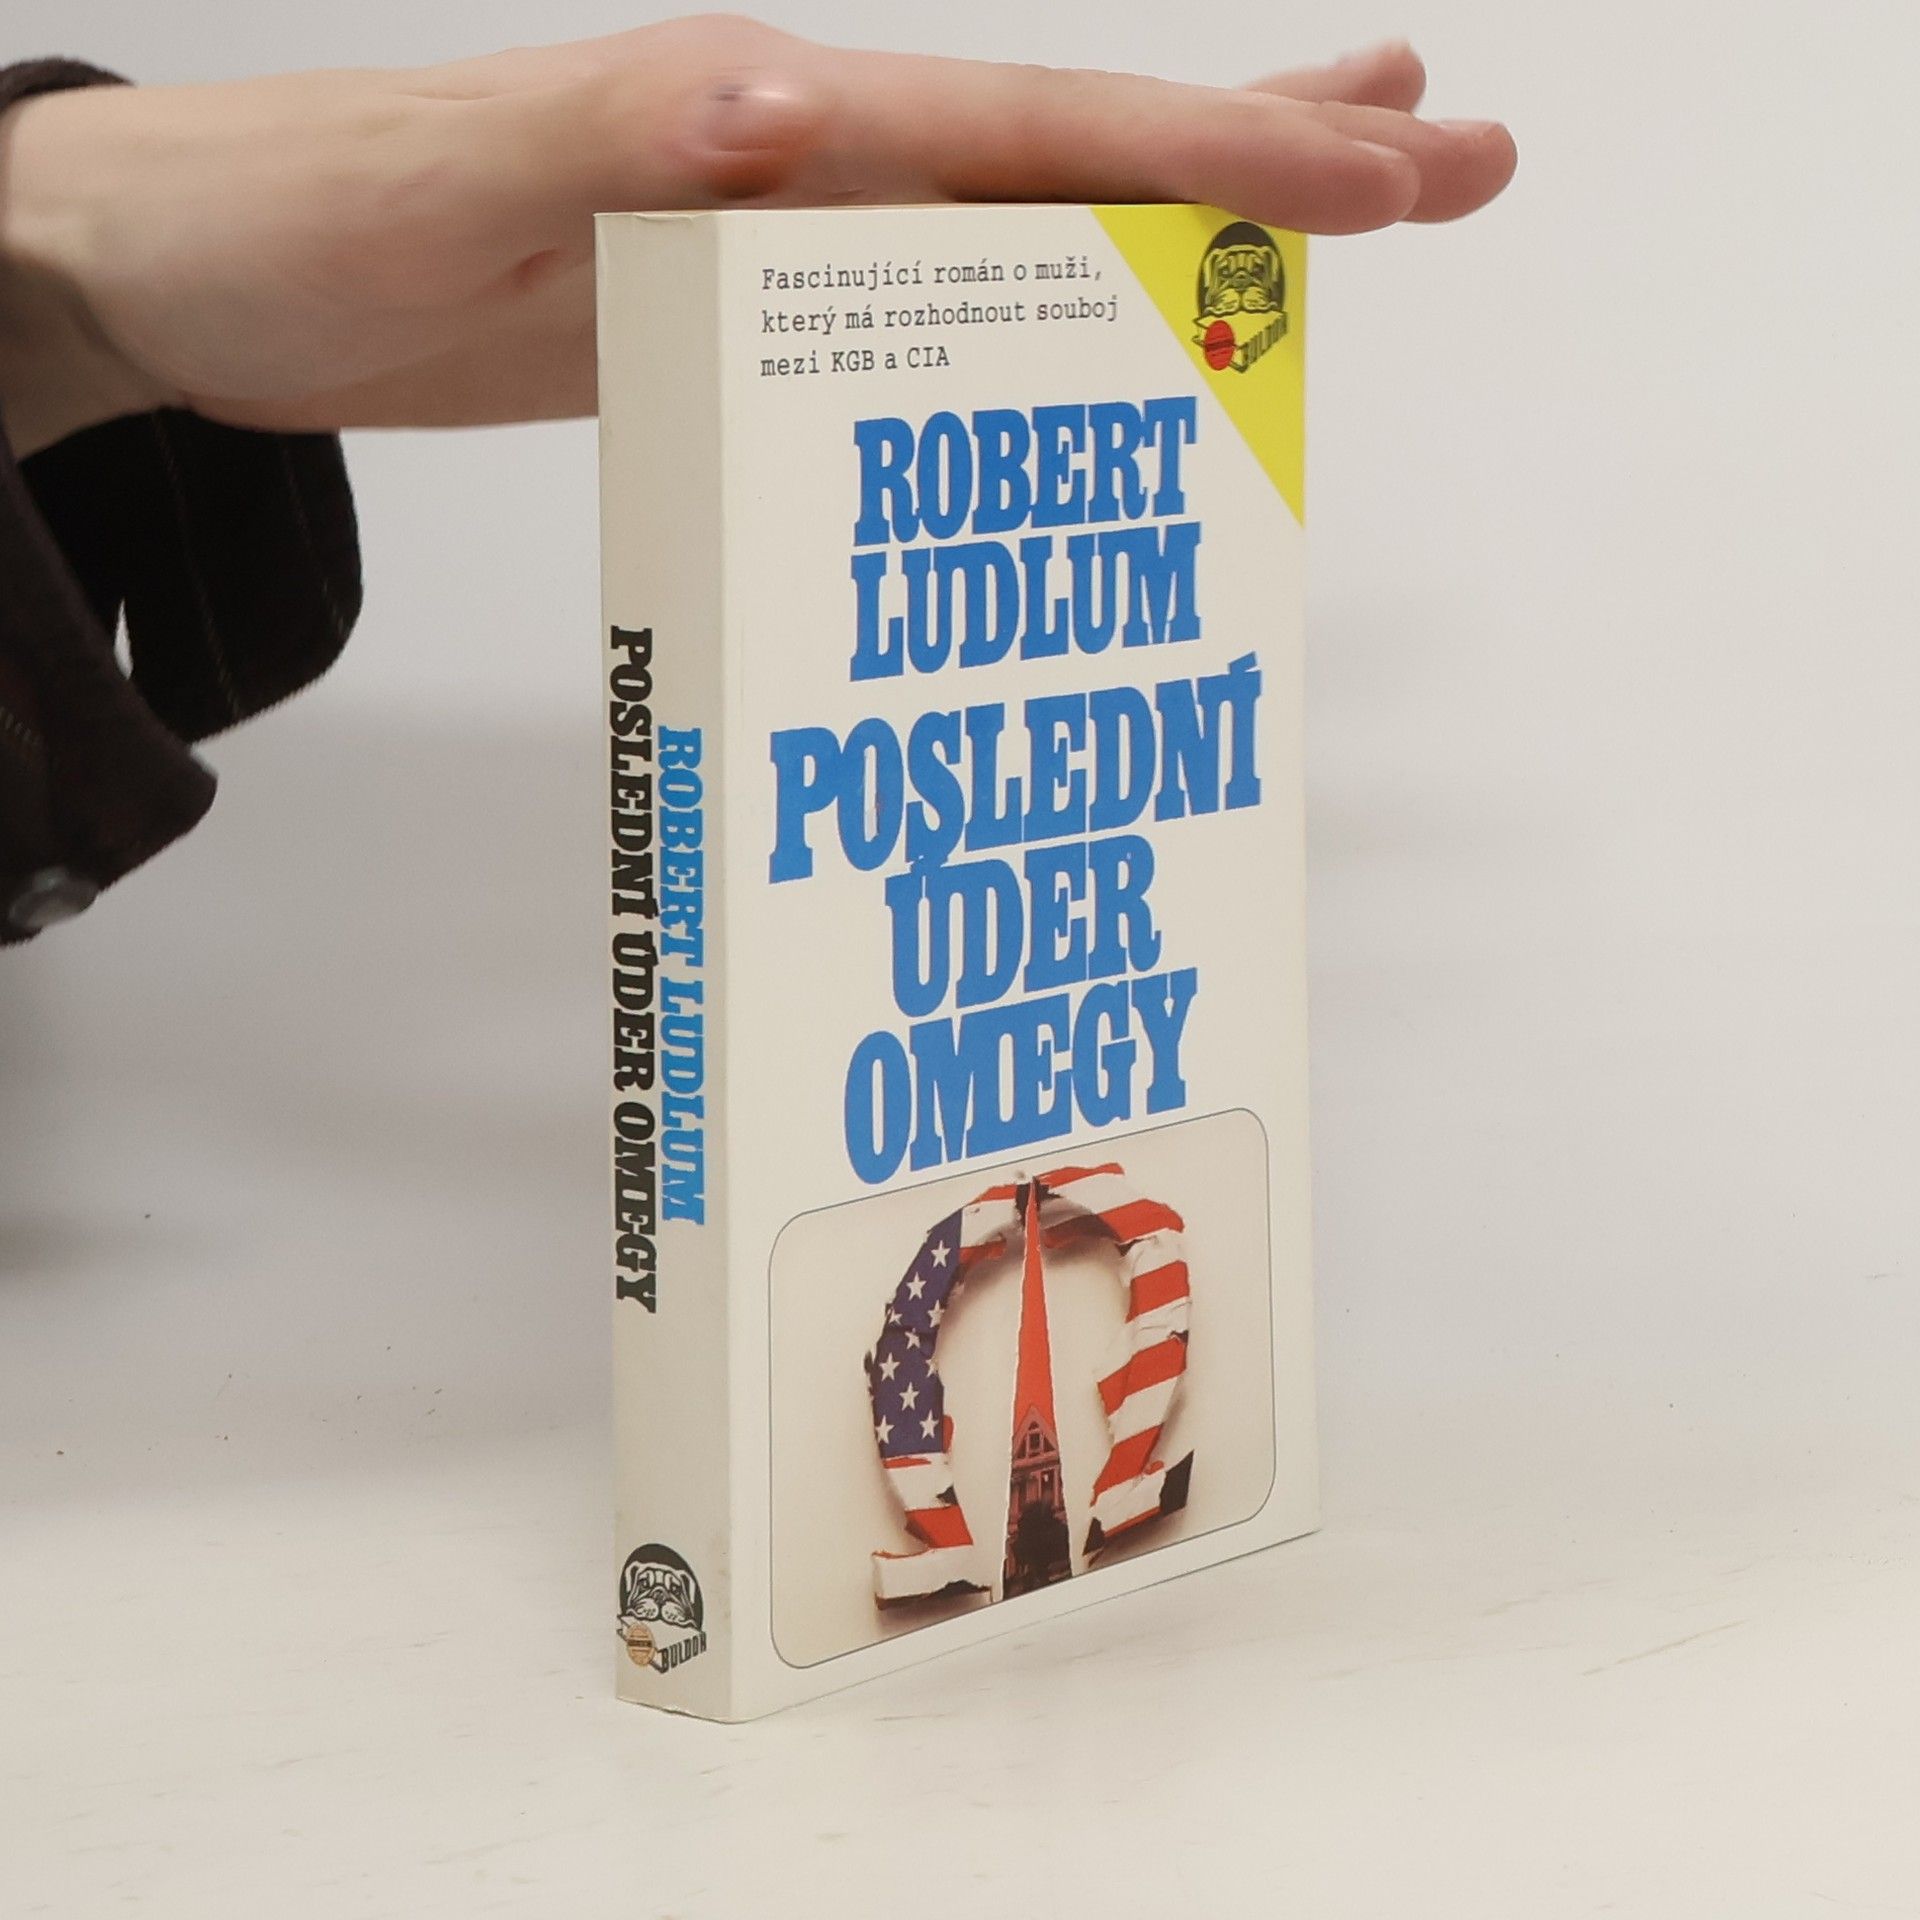 Fascinující román o muži,
který má rozhodnout souboj
mezi KGB a CIA
BULDOK
ROBERT
LUDLUM
POSLEDNÍ
ÚDER
OMEGY
ROBERT LUDLUM
POSLEDNÍ ÚDER OMEGY
BULDOK